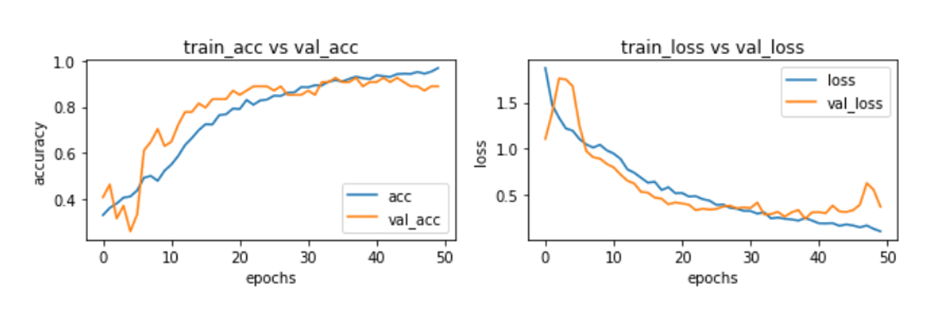 train_acc vs val_acc
accuracy
1.0
0.8
0.6
0.4
acc
val_acc
0 10 20 30 40 50
epochs
train_loss vs val_loss
loss
1.5
1.0
0.5
loss
val_loss
0 10 20 30 40 50
epochs